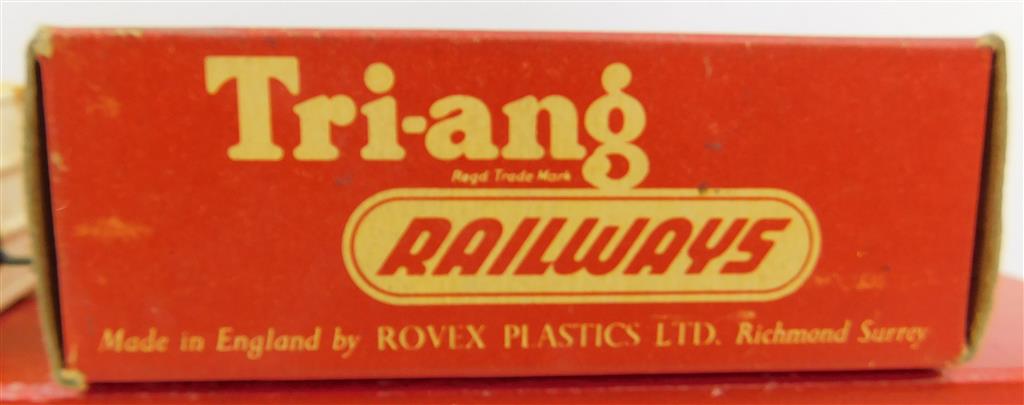 Tri-ang
Regd Trade Mark
RAILWAYS
Made in England by ROVEX PLASTICS LTD. Richmond Surrey